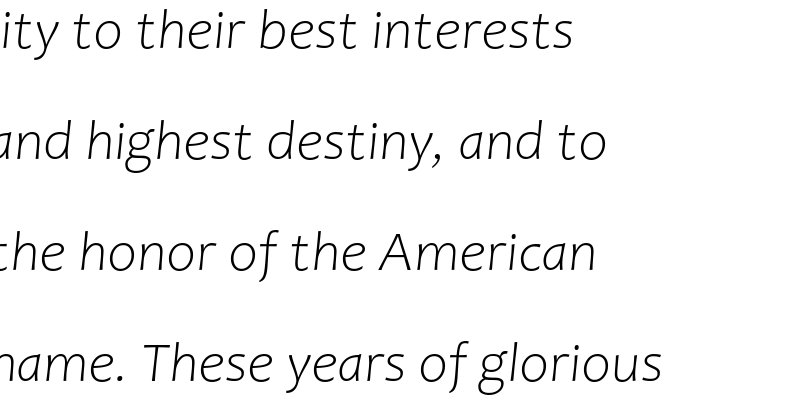 ity to their best interests
and highest destiny, and to
the honor of the American
name. These years of glorious